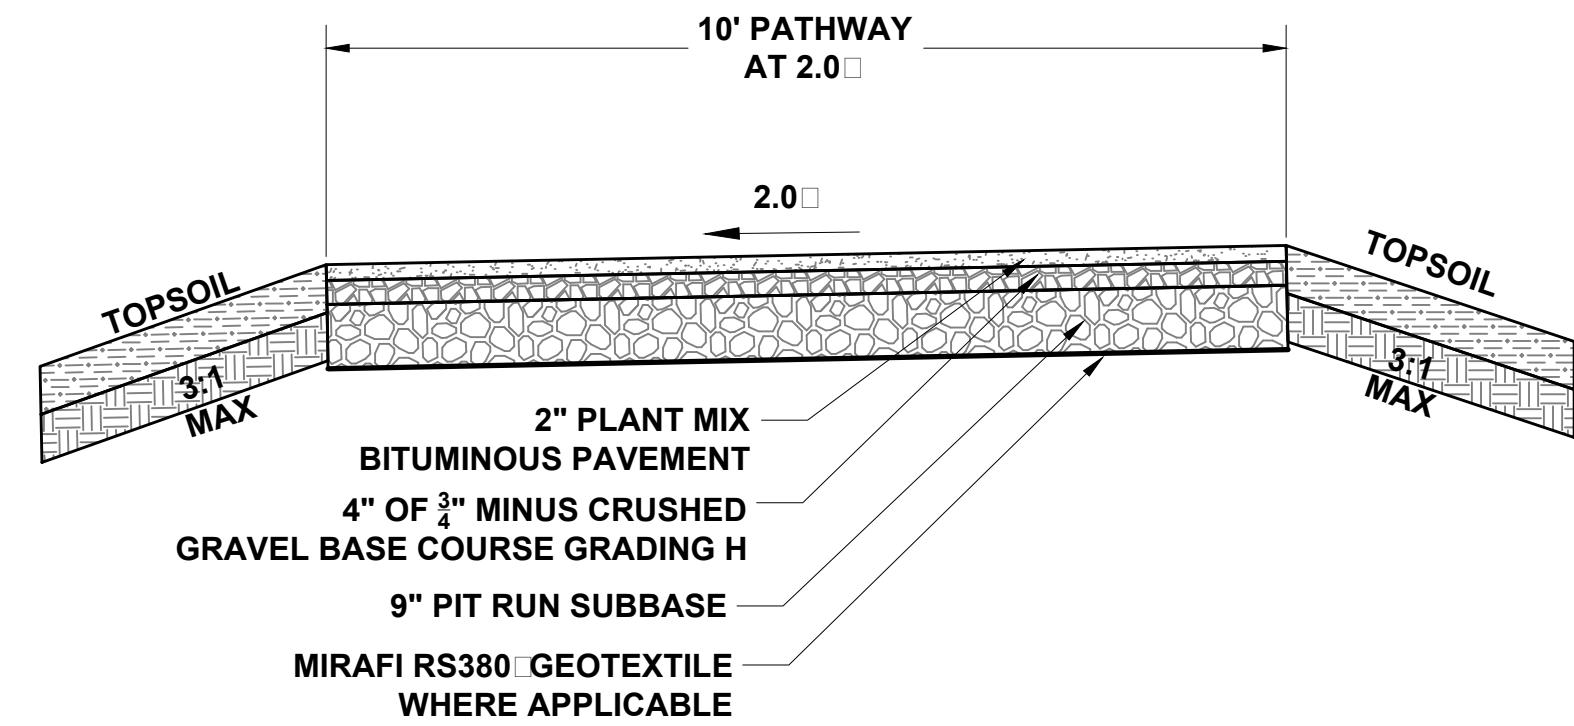 10' PATHWAY
AT 2.0□
2.0□
TOPSOIL
TOPSOIL
3:1
MAX
3:1
MAX
2" PLANT MIX
BITUMINOUS PAVEMENT
4" OF 3/4" MINUS CRUSHED
GRAVEL BASE COURSE GRADING H
9" PIT RUN SUBBASE
MIRAFI RS380□GEOTEXTILE
WHERE APPLICABLE